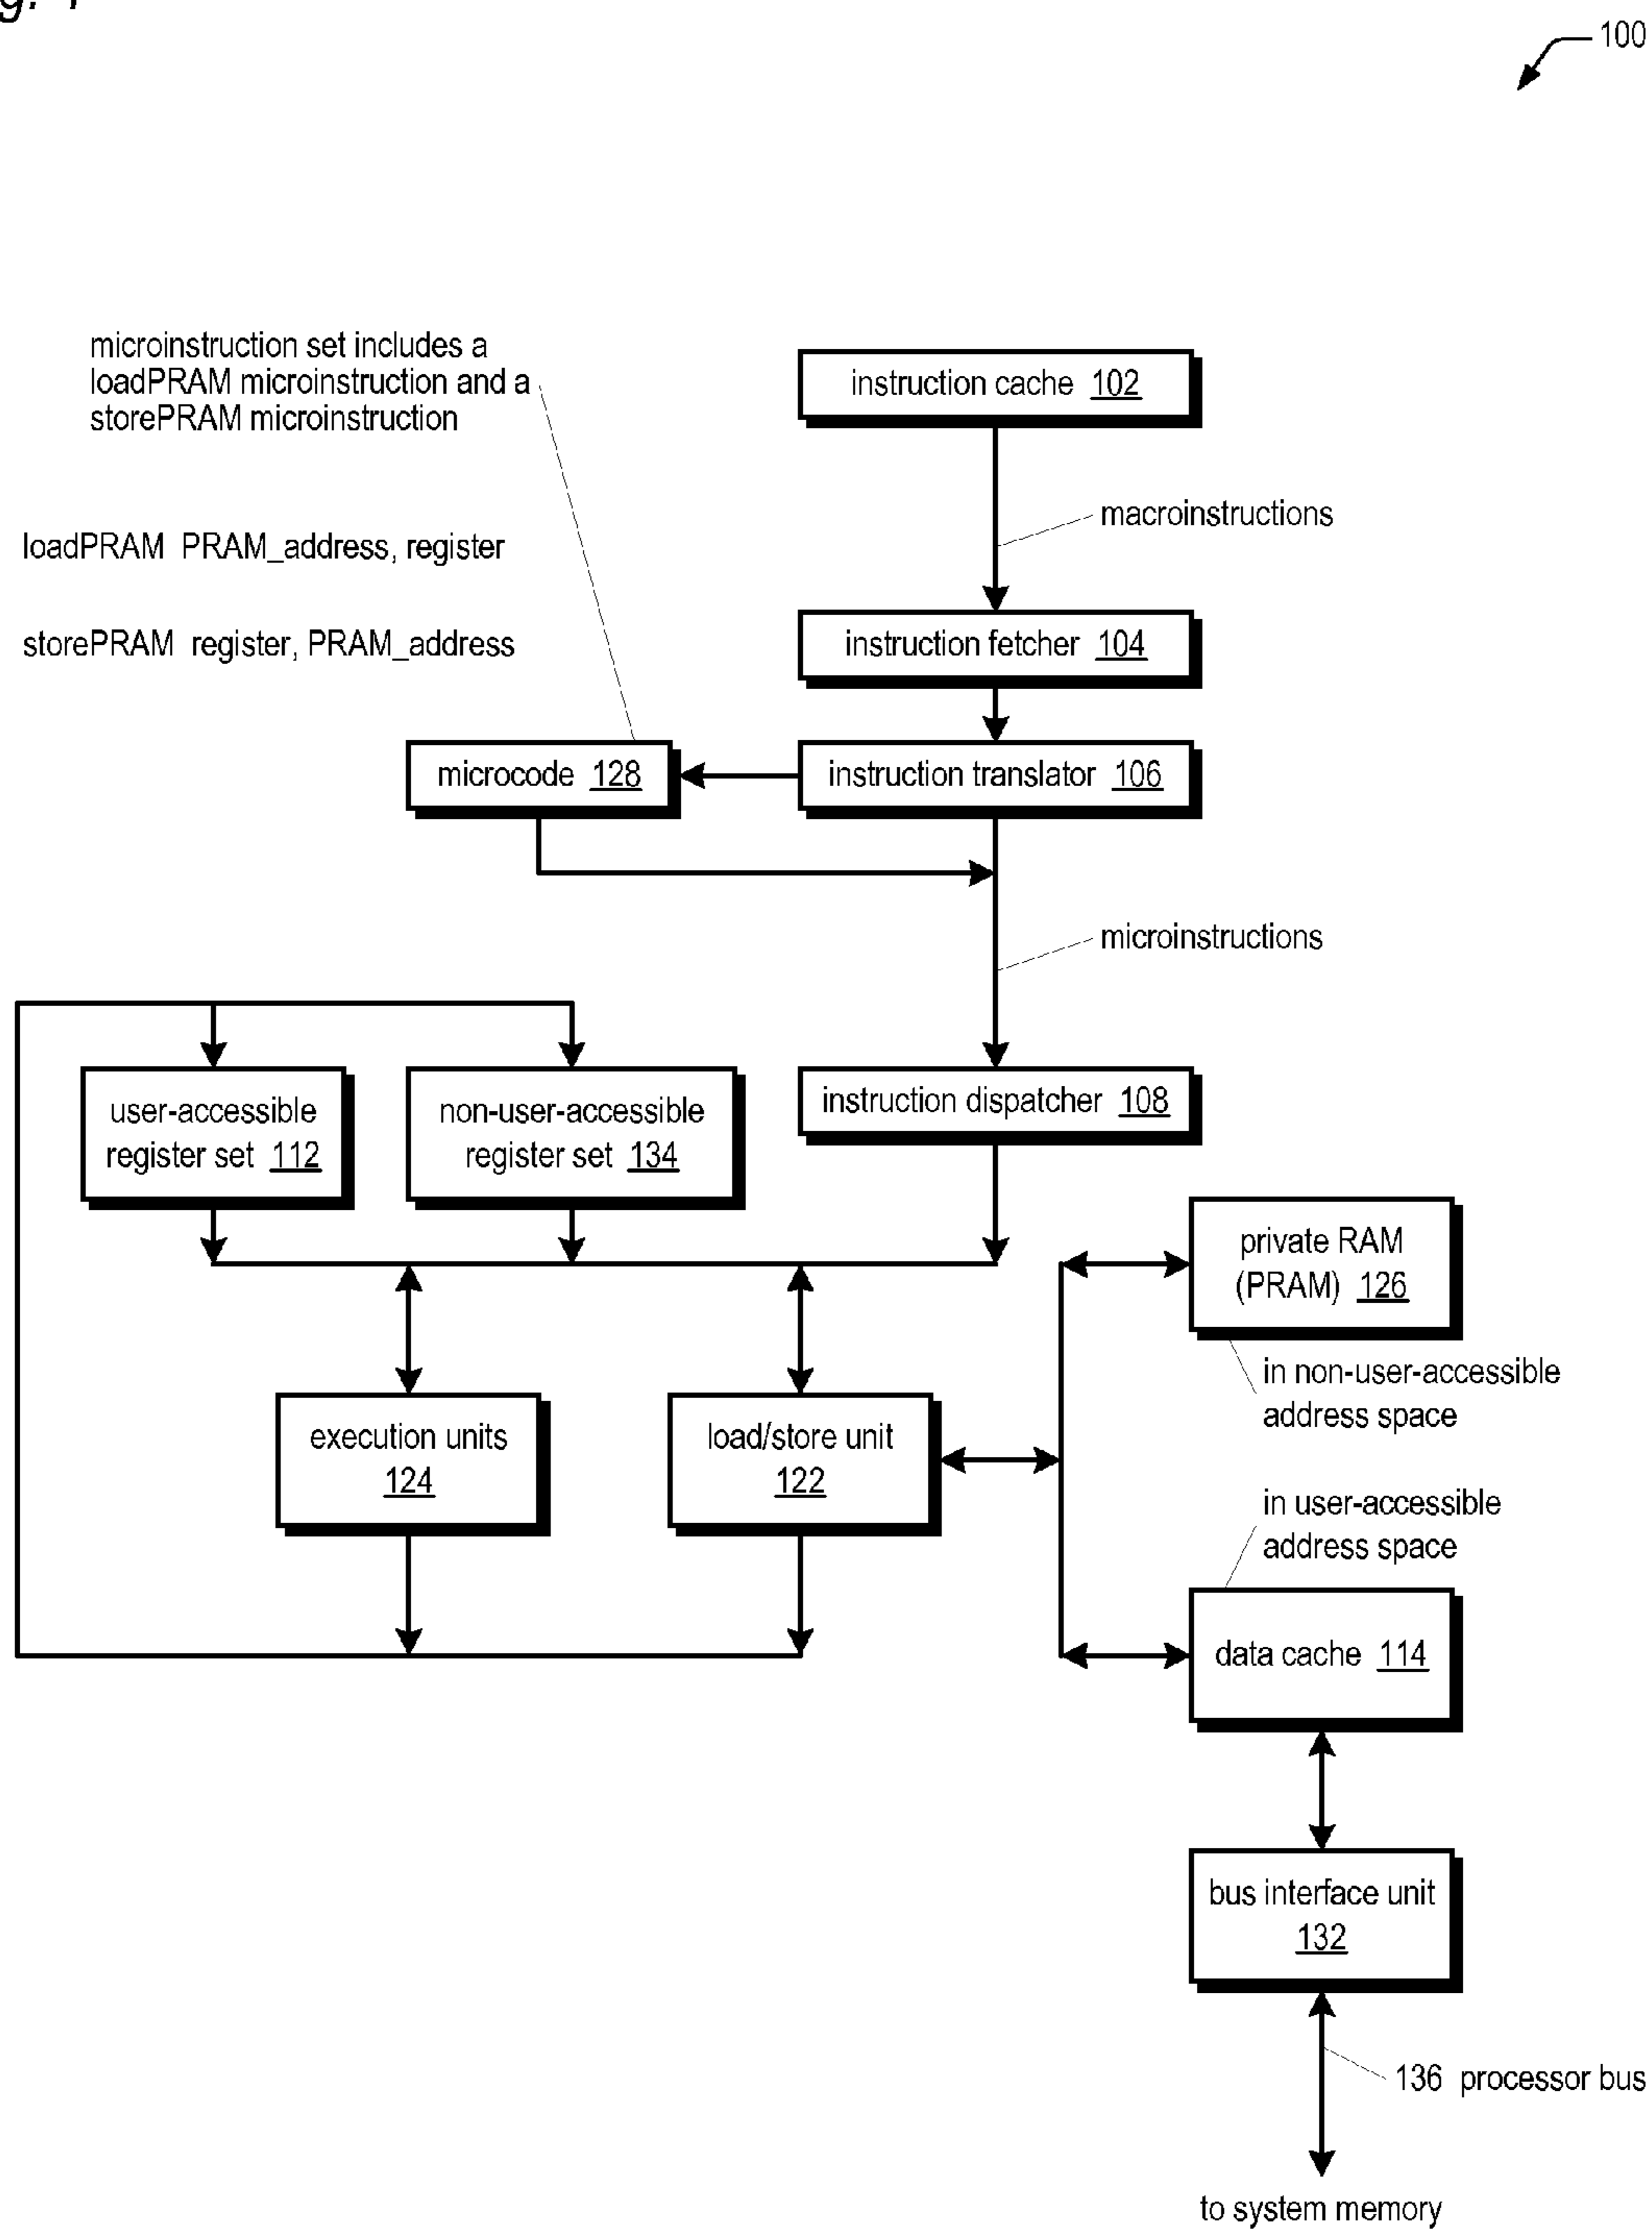 100
microinstruction set includes a
loadPRAM microinstruction and a
storePRAM microinstruction
instruction cache 102
macroinstructions
loadPRAM PRAM_address, register
storePRAM register, PRAM_address
instruction fetcher 104
microcode 128
instruction translator 106
microinstructions
user-accessible
register set 112
non-user-accessible
register set 134
instruction dispatcher 108
private RAM
(PRAM) 126
in non-user-accessible
address space
execution units
124
load/store unit
122
in user-accessible
address space
data cache 114
bus interface unit
132
136 processor bus
to system memory